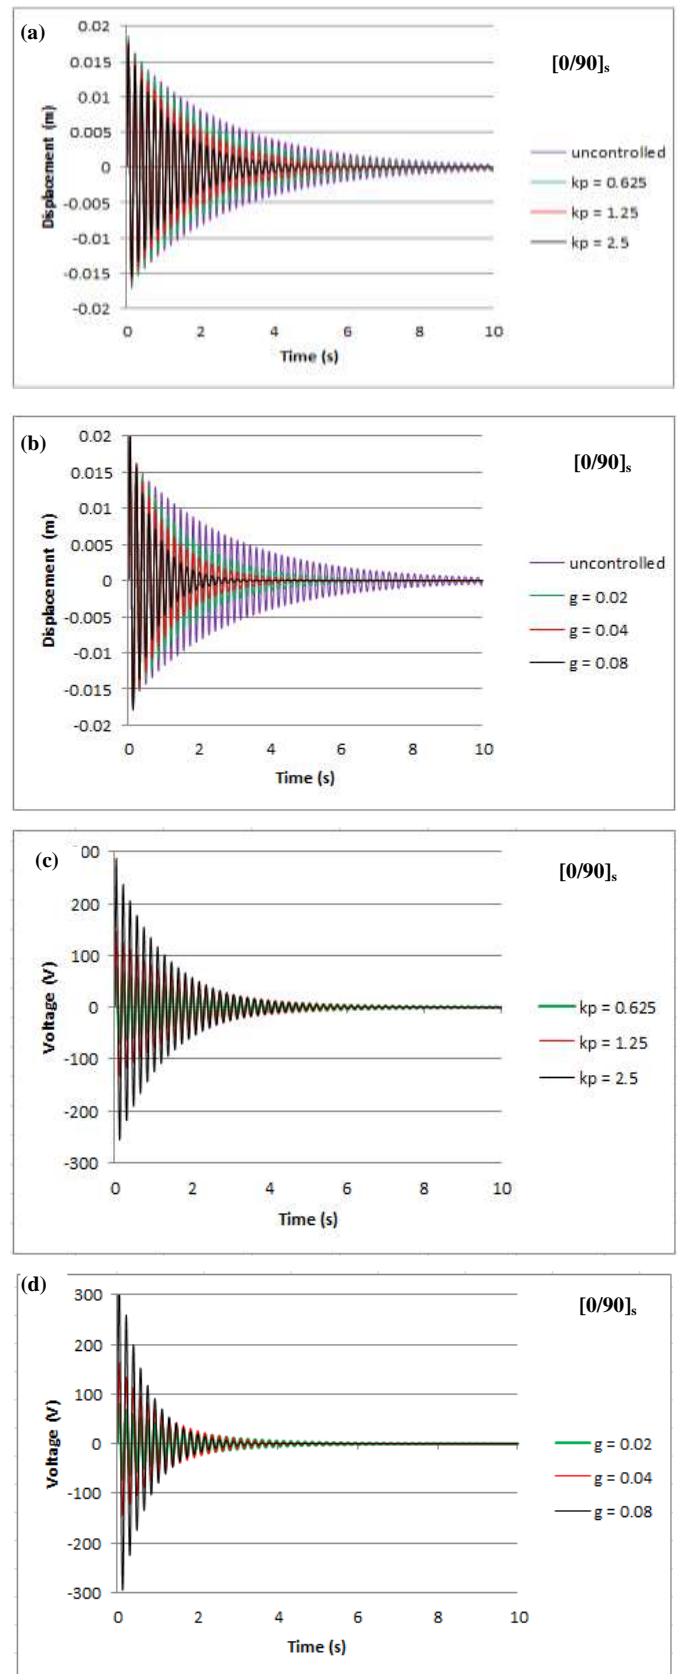 (a)
[0/90]s
0.02
0.015
0.01
0.005
0
-0.005
-0.01
-0.015
-0.02
Displacement (m)
0 2 4 6 8 10
Time (s)
uncontrolled
kp = 0.625
kp = 1.25
kp = 2.5
(b)
[0/90]s
0.02
0.015
0.01
0.005
0
-0.005
-0.01
-0.015
-0.02
Displacement (m)
0 2 4 6 8 10
Time (s)
uncontrolled
g = 0.02
g = 0.04
g = 0.08
(c)
[0/90]s
00
200
100
0
-100
-200
-300
Voltage (V)
0 2 4 6 8 10
Time (s)
kp = 0.625
kp = 1.25
kp = 2.5
(d)
[0/90]s
300
200
100
0
-100
-200
-300
Voltage (V)
0 2 4 6 8 10
Time (s)
g = 0.02
g = 0.04
g = 0.08